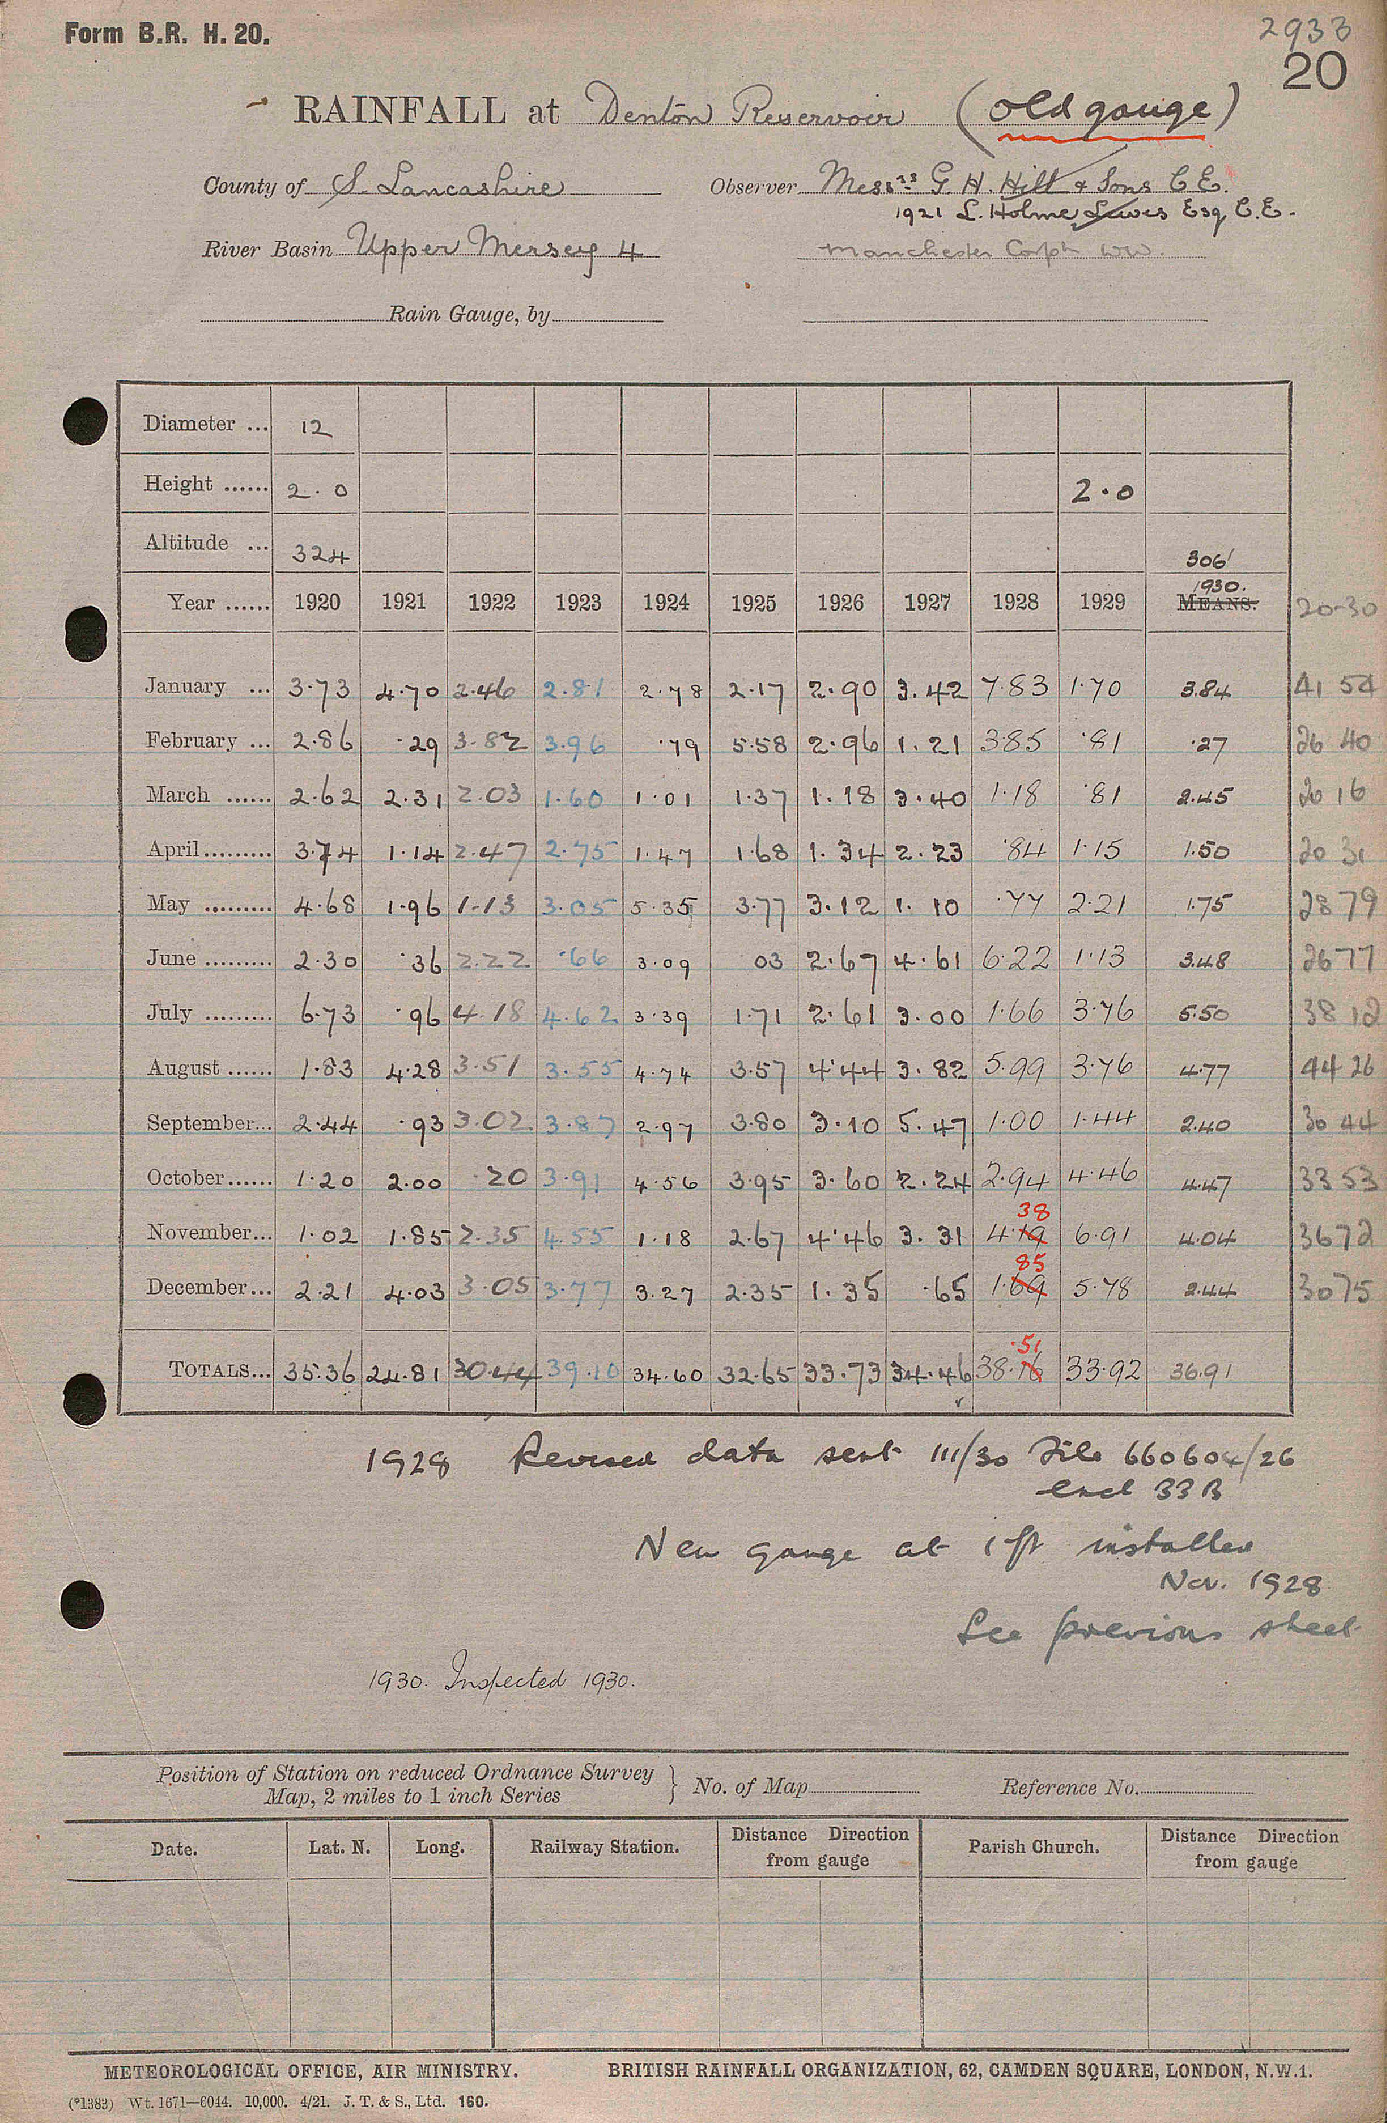 Form B.R. H. 20.
2933
20
RAINFALL at Denton Reservoir (old gauge)
County of S. Lancashire Observer Messrs G. H. Hill & Sons C.E.
1921 L. Holme Lewis Esq C.E.
River Basin Upper Mersey 4 Manchester Corpn WW.
Rain Gauge, by
Diameter ... 12
Height ...... 2.0 2.0
Altitude ... 324 306'
1930.
Year ...... 1920 1921 1922 1923 1924 1925 1926 1927 1928 1929 MEANS. 20-30
January ... 3.73 4.70 2.46 2.81 2.78 2.17 2.90 3.42 7.83 1.70 3.84 41 54
February ... 2.86 .29 3.82 3.96 .79 5.58 2.96 1.21 3.85 .81 .27 26 40
March ...... 2.62 2.31 2.03 1.60 1.01 1.37 1.18 3.40 1.18 .81 2.45 20 16
April ......... 3.74 1.14 2.47 2.75 1.47 1.68 1.34 2.23 .84 1.15 1.50 20 31
May ......... 4.68 1.96 1.13 3.05 5.35 3.77 3.12 1.10 .77 2.21 1.75 28 79
June ......... 2.30 .36 2.22 .66 3.09 03 2.67 4.61 6.22 1.13 3.48 26 77
July ......... 6.73 .96 4.18 4.62 3.39 1.71 2.61 3.00 1.66 3.76 5.50 38 12
August ...... 1.83 4.28 3.51 3.55 4.74 3.57 4.44 3.82 5.99 3.76 4.77 44 26
September... 2.44 .93 3.02 3.87 2.97 3.80 3.10 5.47 1.00 1.44 2.40 30 44
October...... 1.20 2.00 .20 3.91 4.56 3.95 3.60 2.24 2.94 4.46 4.47 33 53
38
November... 1.02 1.85 2.35 4.55 1.18 2.67 4.46 3.31 4.19 6.91 4.04 36 72
85
December... 2.21 4.03 3.05 3.77 3.27 2.35 1.35 .65 1.69 5.78 2.44 30 75
.51
TOTALS... 35.36 24.81 30.44 39.10 34.60 32.65 33.73 34.46 38.16 33.92 36.91
1928 Revised data sent 111/30 File 660604/26
encl 33B
New gauge at 1 ft installed
Nov. 1928
See previous sheet
1930. Inspected 1930.
Position of Station on reduced Ordnance Survey
Map, 2 miles to 1 inch Series } No. of Map Reference No.
Date. Lat. N. Long. Railway Station. Distance Direction from gauge Parish Church. Distance Direction from gauge
METEOROLOGICAL OFFICE, AIR MINISTRY. BRITISH RAINFALL ORGANIZATION, 62, CAMDEN SQUARE, LONDON, N.W.1.
(*1383) Wt. 1671—6044. 10,000. 4/21. J. T. & S., Ltd. 160.